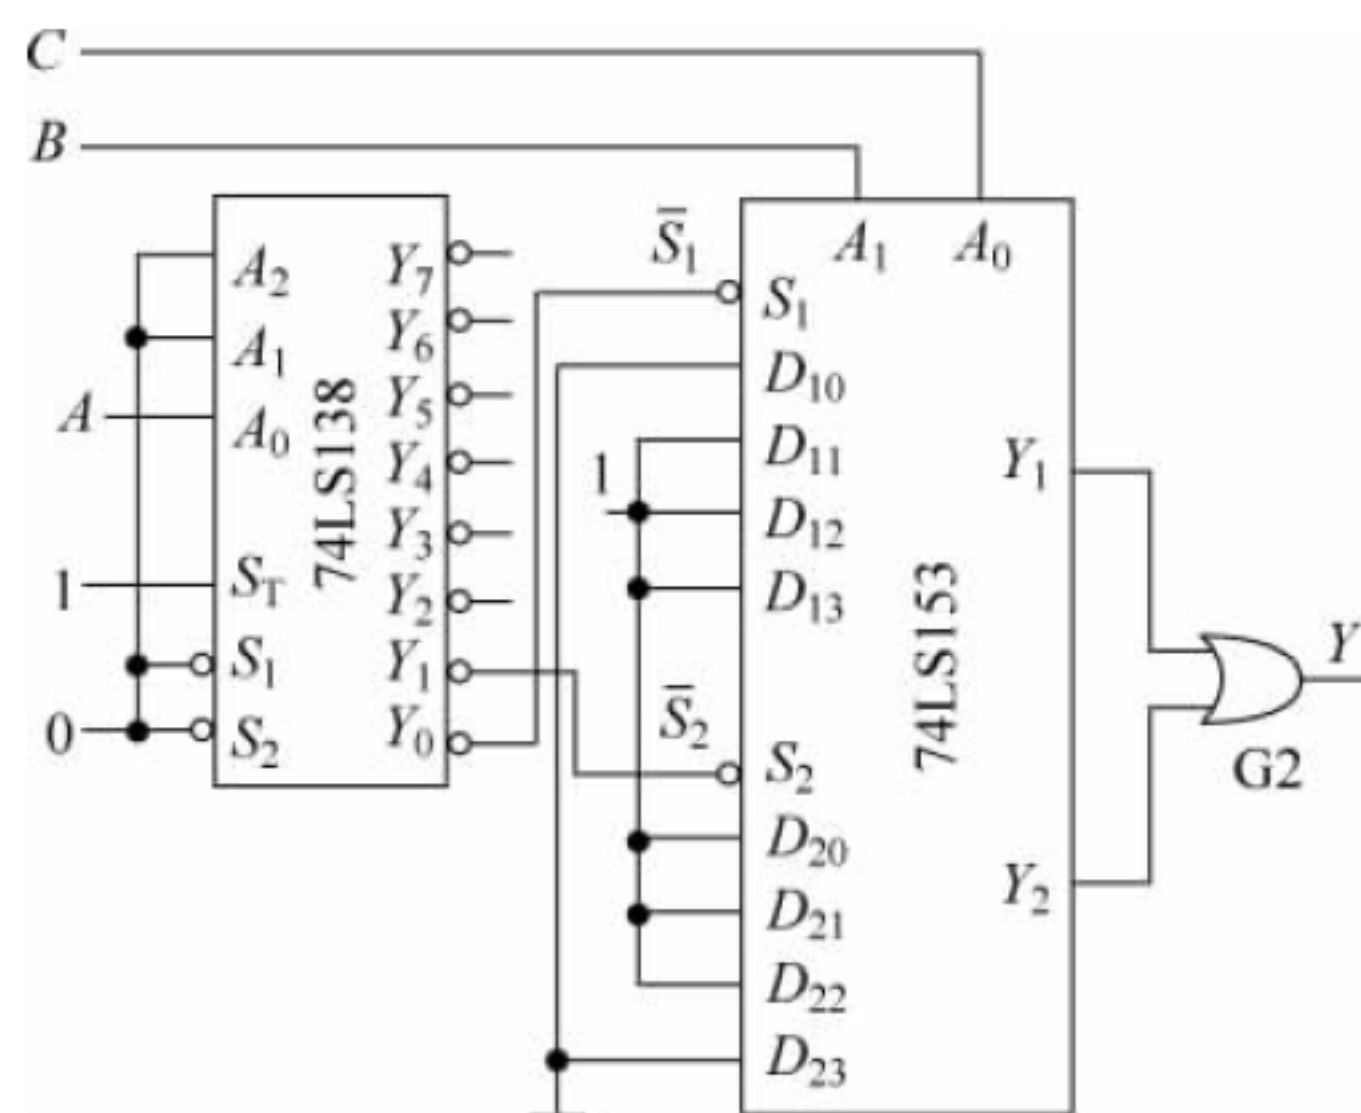 C
B
A
1
0
A₂
A₁
A₀
S_T
S₁
S₂
74LS138
Y₇
Y₆
Y₅
Y₄
Y₃
Y₂
Y₁
Y₀
1
S̅₁
S̅₂
A₁ A₀
S₁
D₁₀
D₁₁
D₁₂
D₁₃
S₂
D₂₀
D₂₁
D₂₂
D₂₃
74LS153
Y₁
Y₂
Y
G2